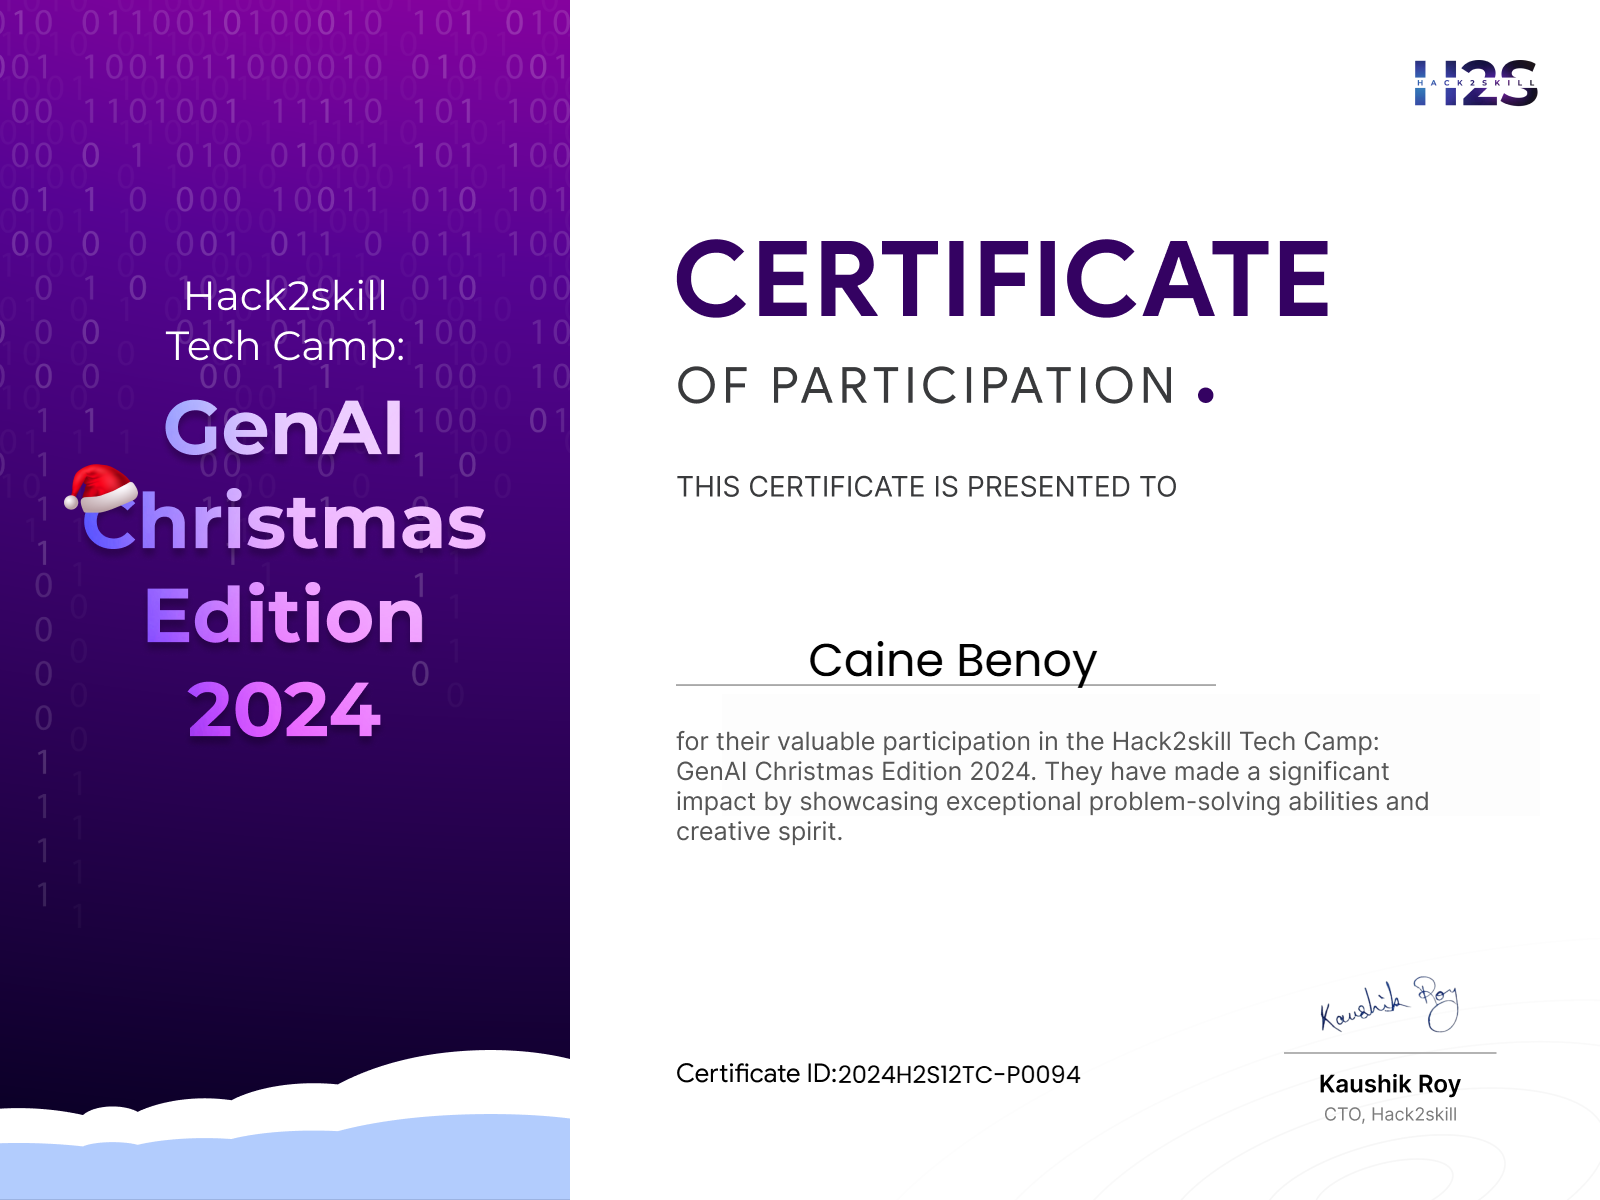 Hack2skill
Tech Camp:
GenAI
Christmas
Edition
2024
H2S
HACK2SKILL
CERTIFICATE
OF PARTICIPATION .
THIS CERTIFICATE IS PRESENTED TO
Caine Benoy
for their valuable participation in the Hack2skill Tech Camp:
GenAI Christmas Edition 2024. They have made a significant
impact by showcasing exceptional problem-solving abilities and
creative spirit.
Kaushik Roy
Certificate ID:2024H2S12TC-P0094
Kaushik Roy
CTO, Hack2skill